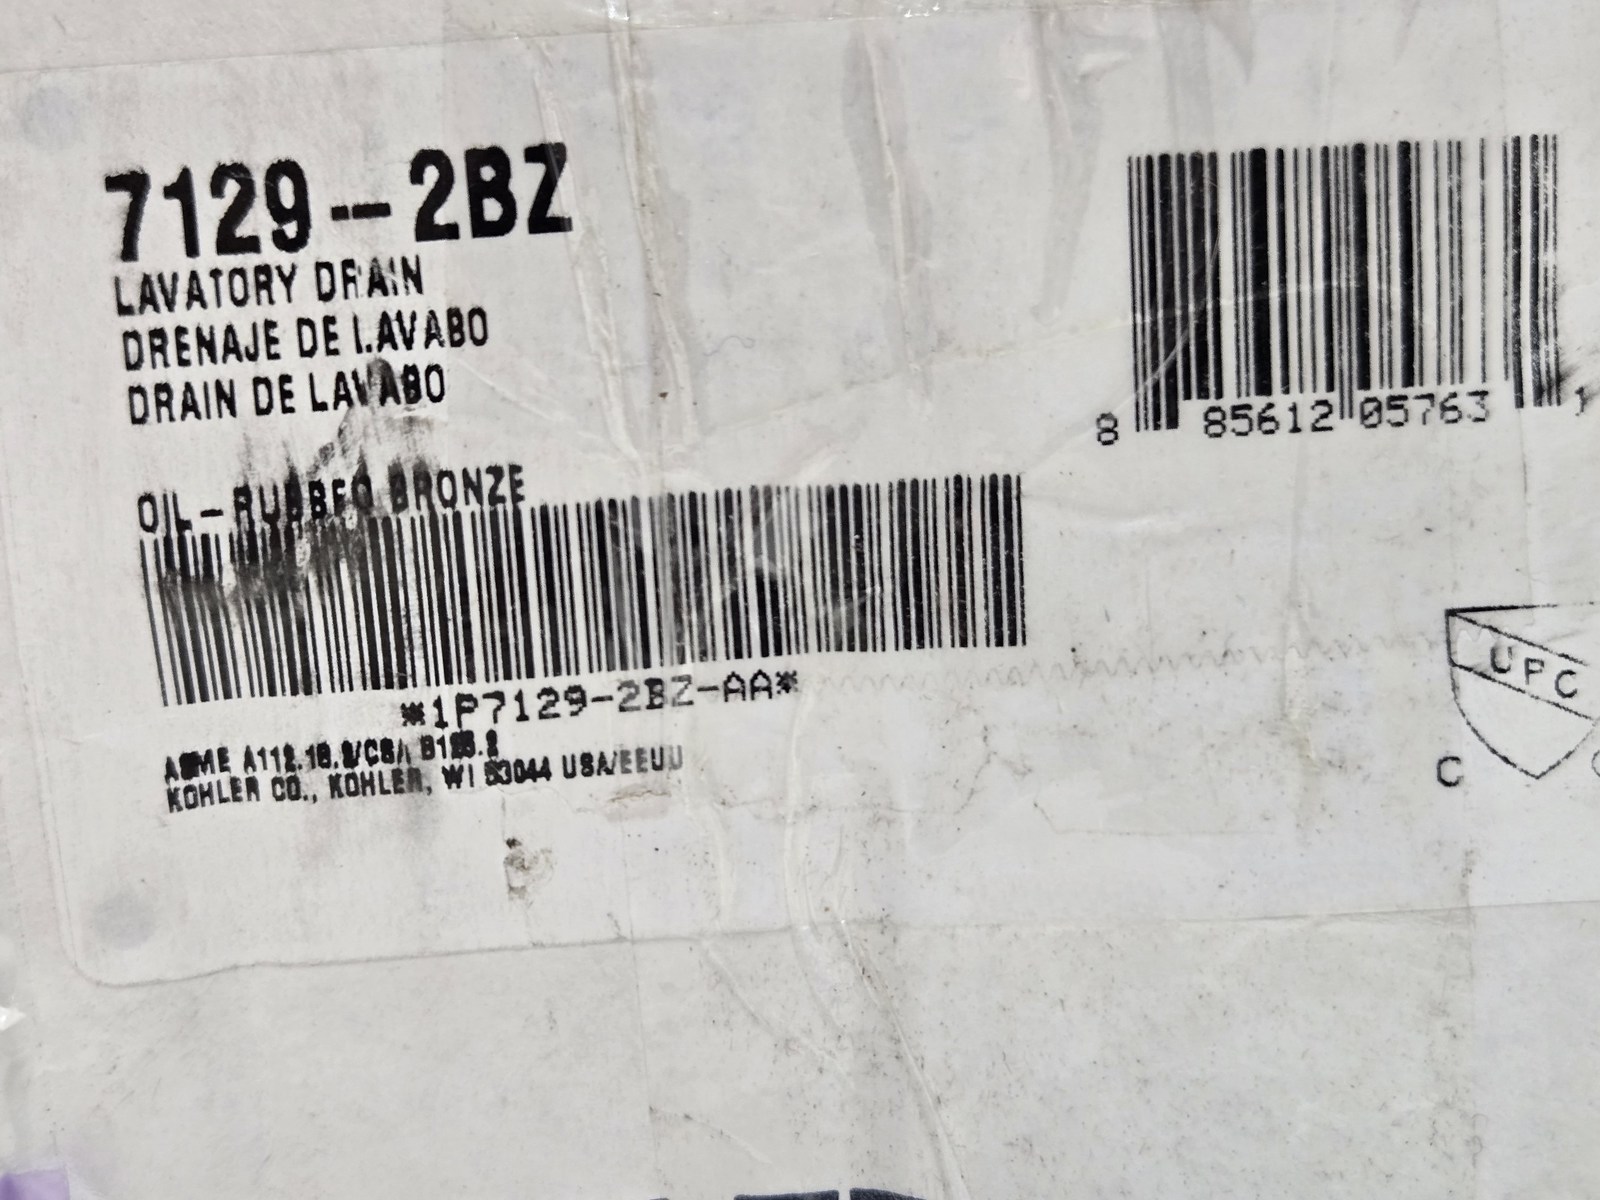 7129-2BZ
LAVATORY DRAIN
DRENAJE DE LAVABO
DRAIN DE LAVABO
OIL-RUBBED BRONZE
*1P7129-2BZ-AA*
ASME A112.18.2/CSA B125.2
KOHLER CO., KOHLER, WI 53044 USA/EEUU
8 85612 05763 1
UPC
C